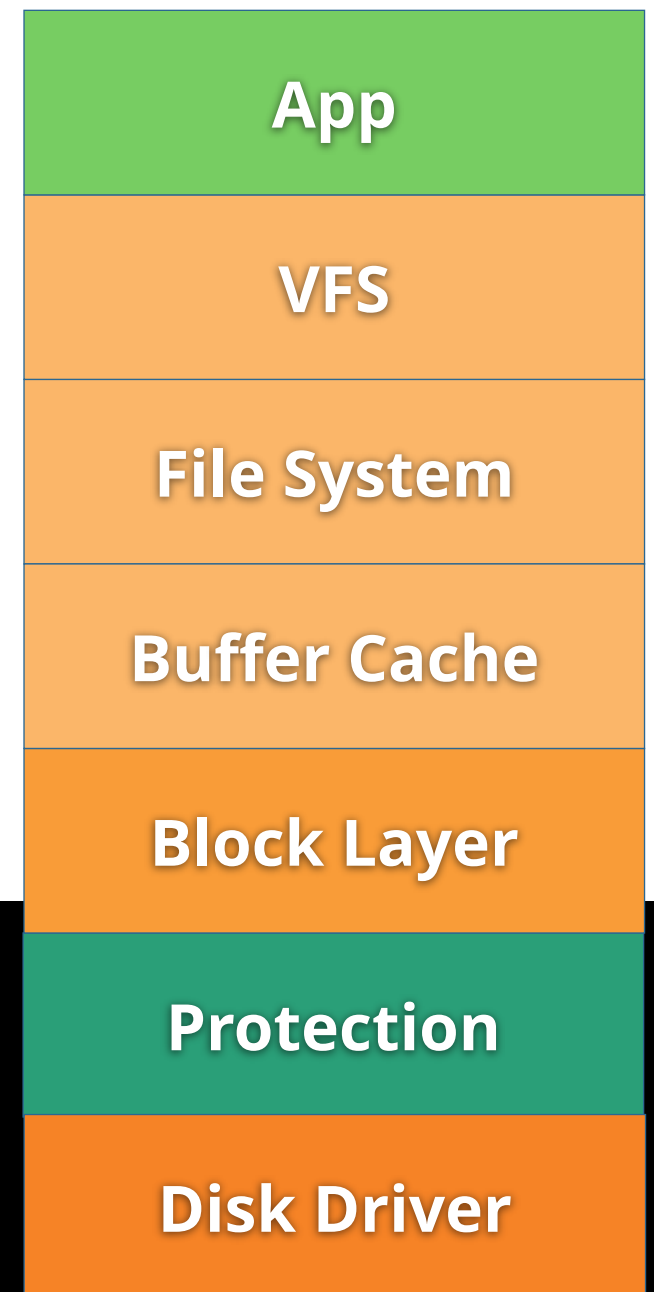 App
VFS
File System
Buffer Cache
Block Layer
Protection
Disk Driver